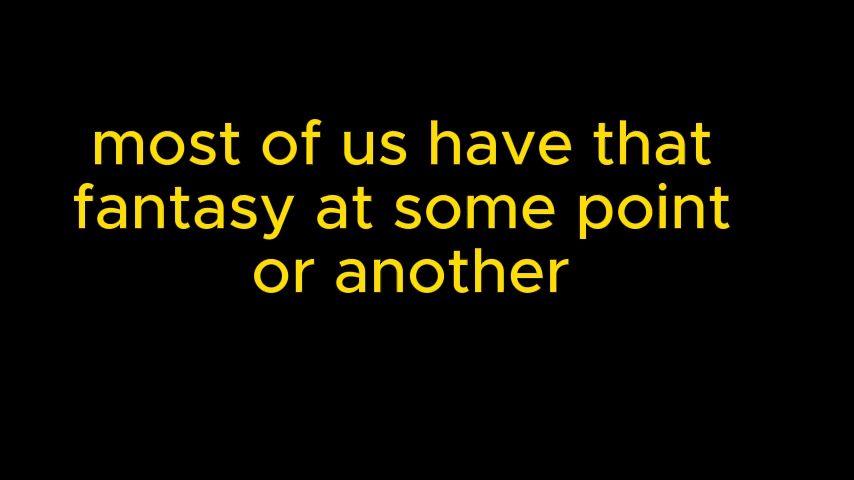 most of us have that
fantasy at some point
or another